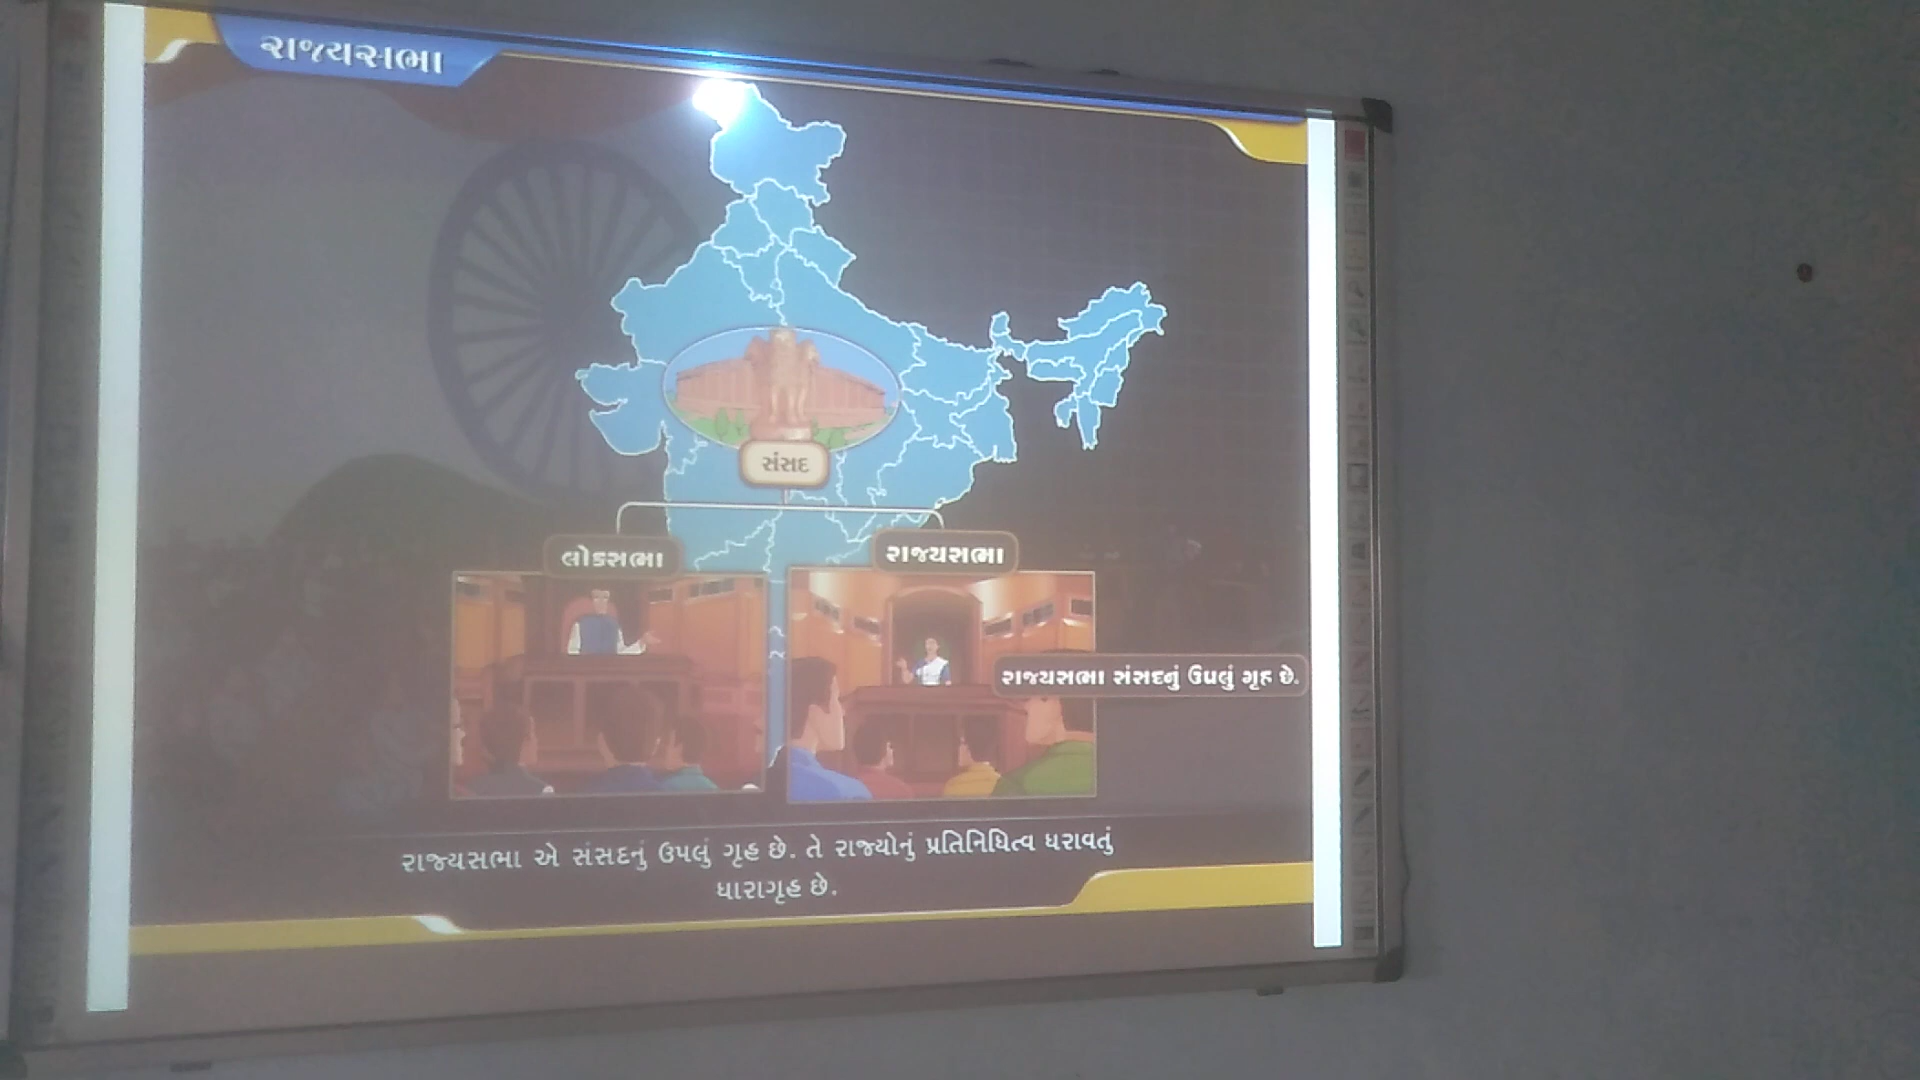 રાજ્યસભા
સંસદ
લોકસભા
રાજ્યસભા
રાજ્યસભા સંસદનું ઉપલું ગૃહ છે.
રાજ્યસભા એ સંસદનું ઉપલું ગૃહ છે. તે રાજ્યોનું પ્રતિનિધિત્વ ધરાવતું
ધારાગૃહ છે.